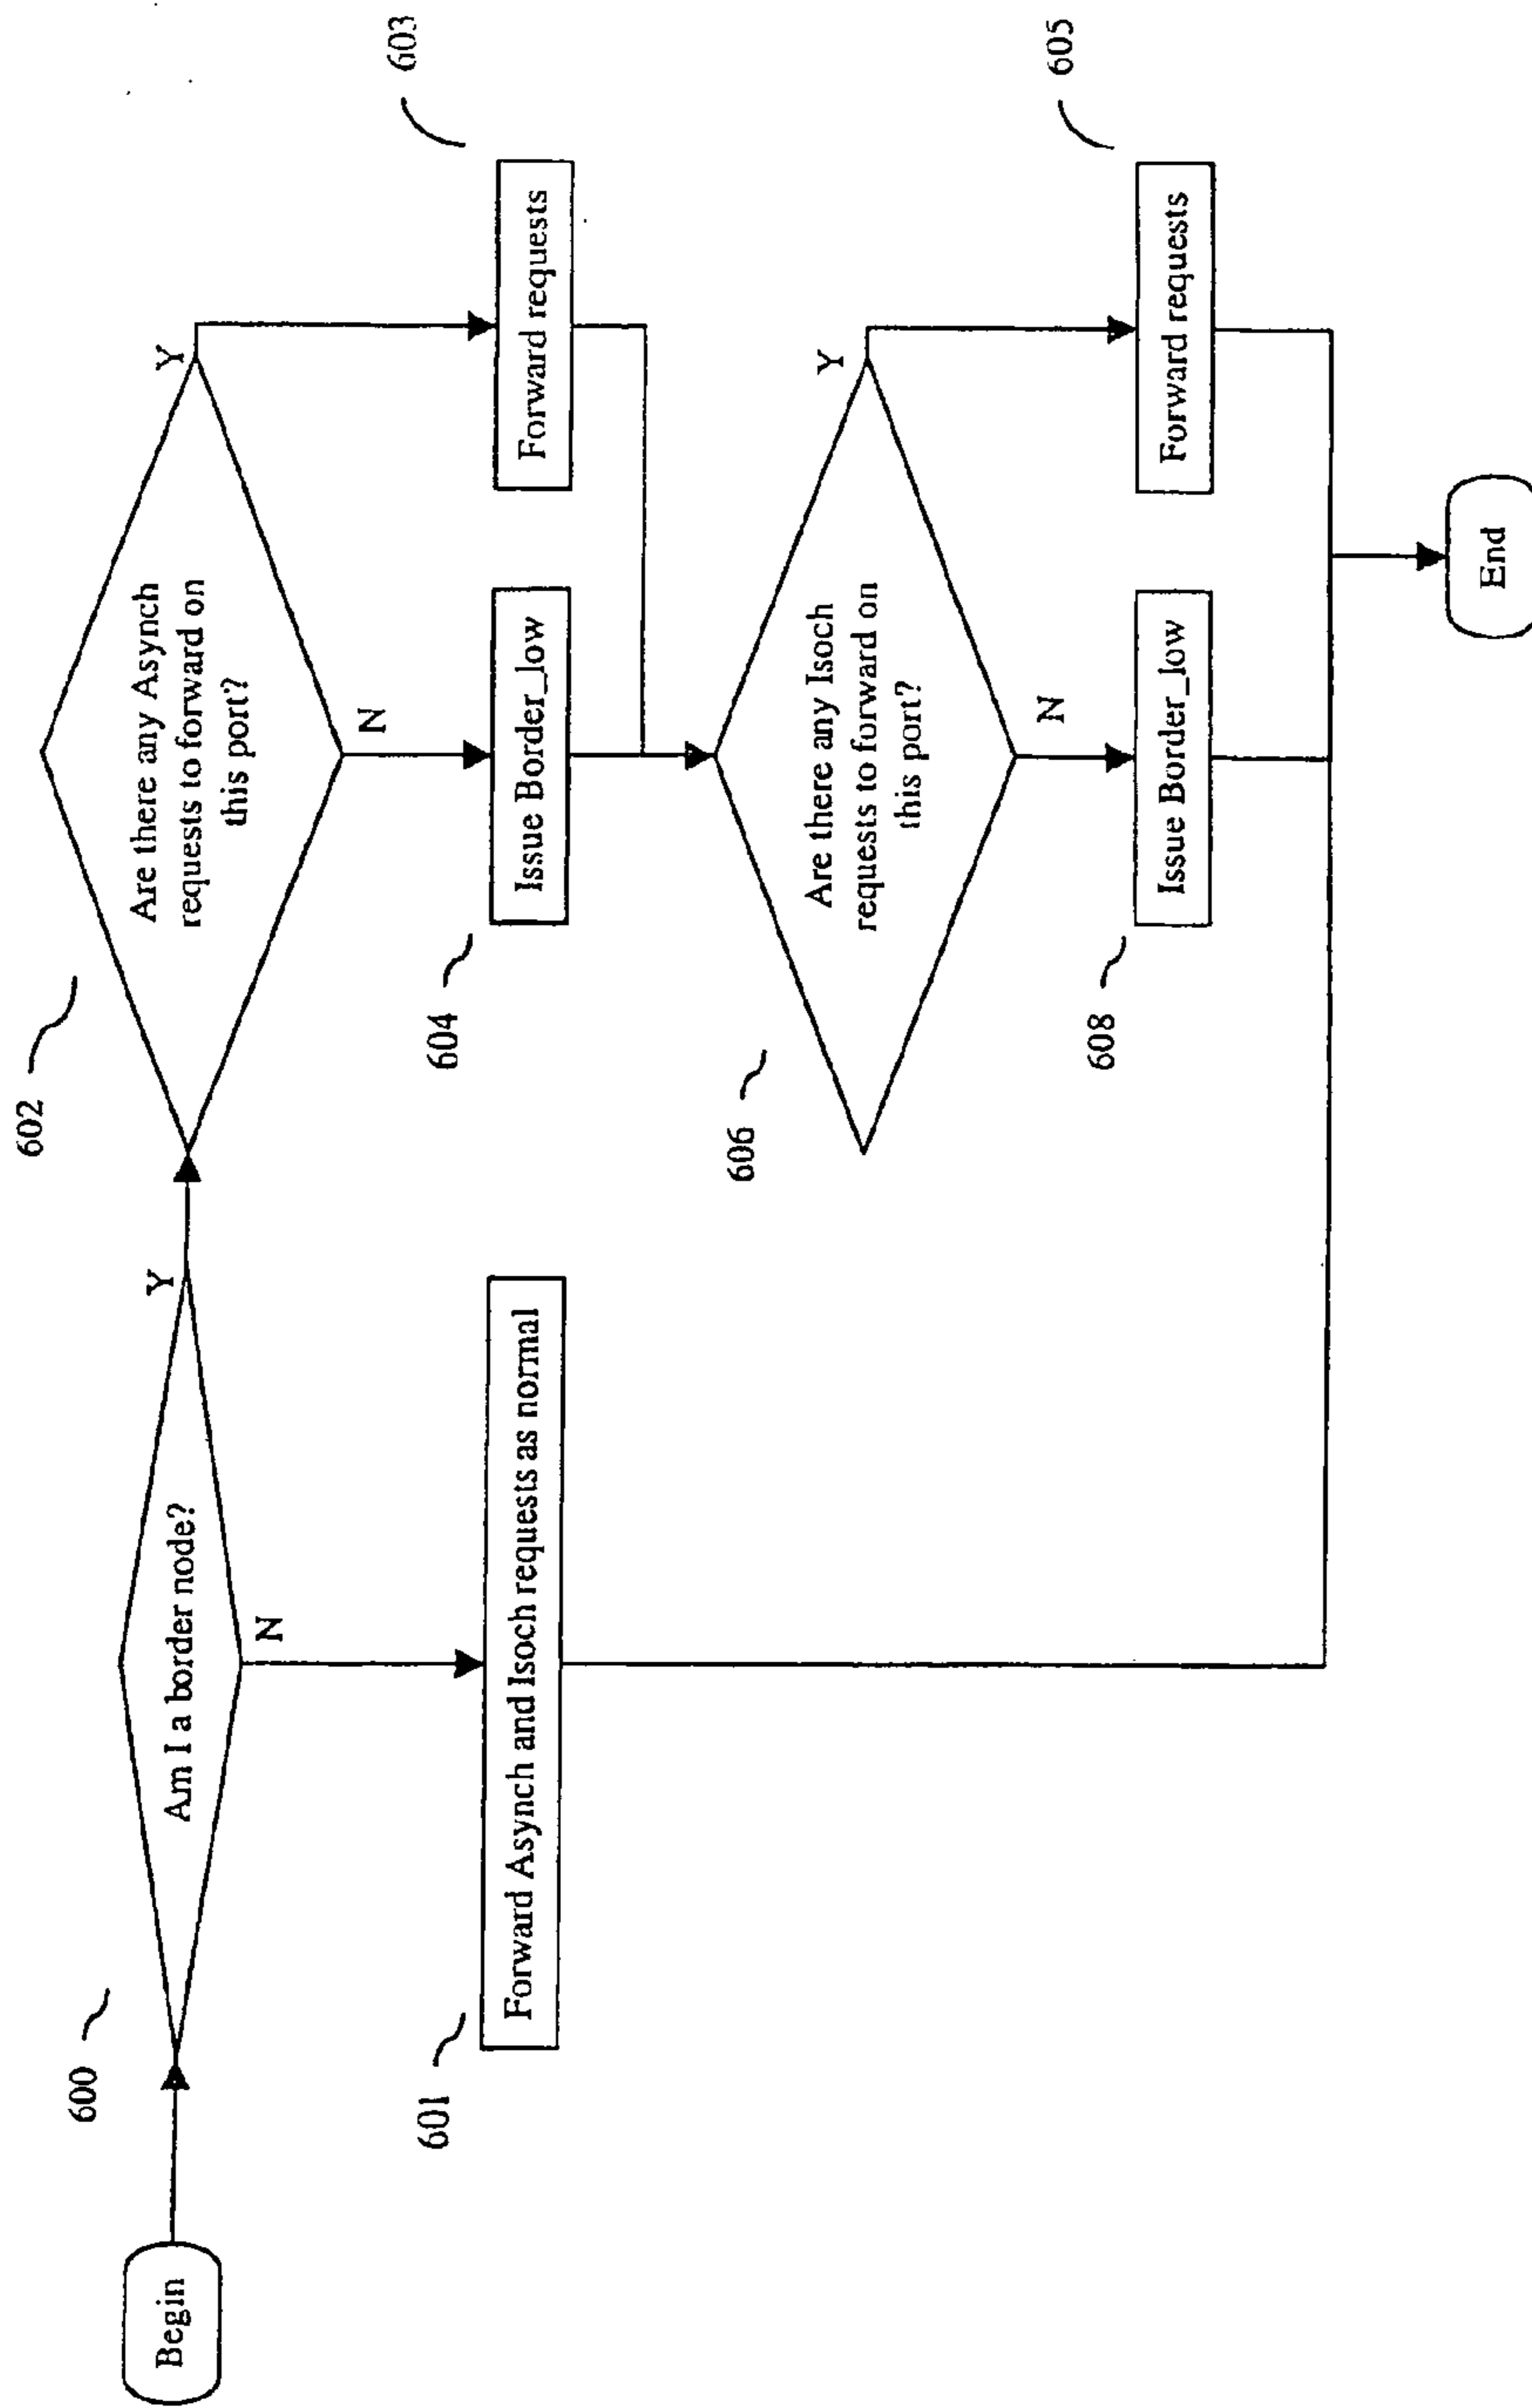 Begin
600
Am I a border node?
Y
N
601
Forward Asynch and Isoch requests as normal
602
Are there any Asynch
requests to forward on
this port?
Y
N
603
Forward requests
604
Issue Border_low
606
Are there any Isoch
requests to forward on
this port?
Y
N
605
Forward requests
608
Issue Border_low
End